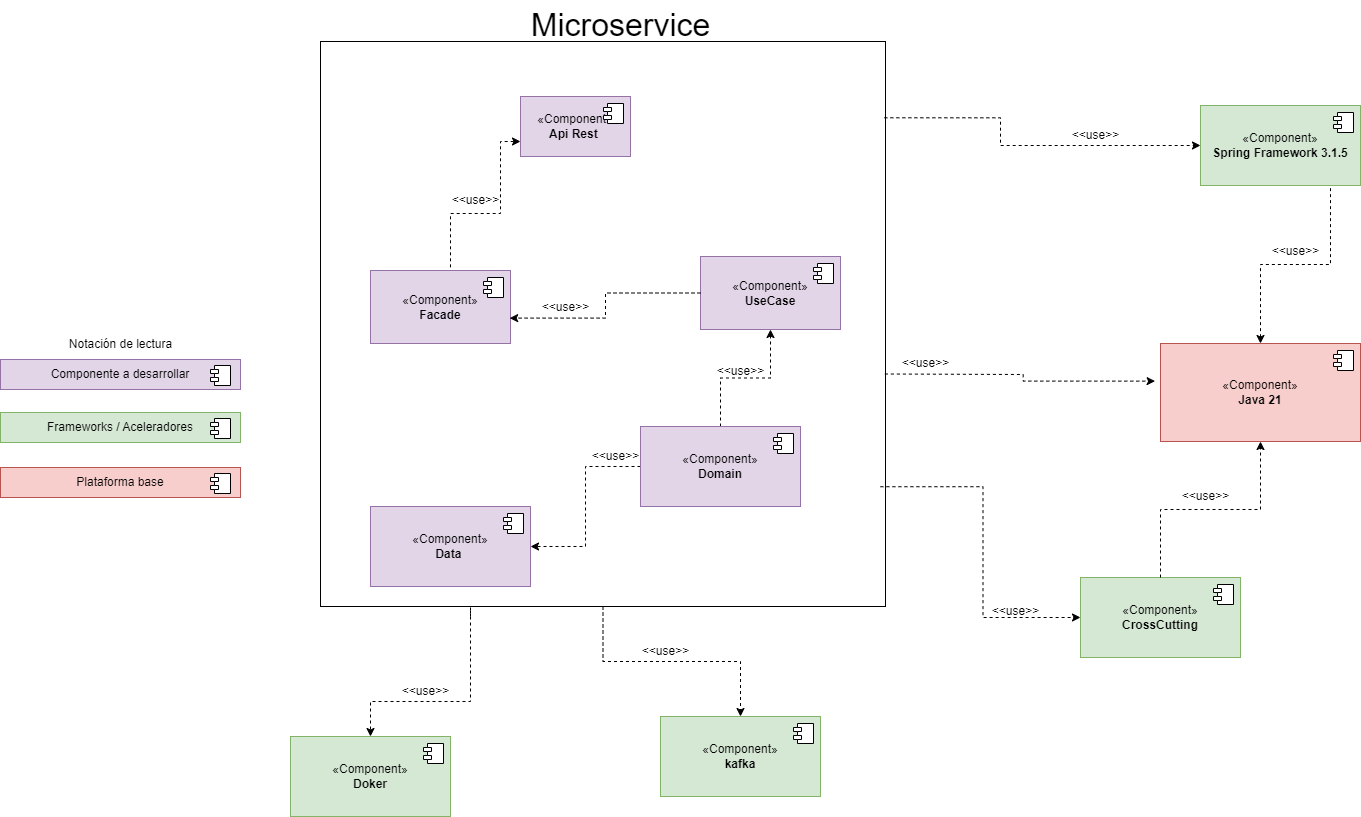 Microservice
«Component»
Api Rest
<<use>>
«Component»
Spring Framework 3.1.5
<<use>>
<<use>>
«Component»
Facade
<<use>>
«Component»
UseCase
Notación de lectura
Componente a desarrollar
Frameworks / Aceleradores
Plataforma base
<<use>>
<<use>>
«Component»
Java 21
<<use>>
«Component»
Domain
<<use>>
«Component»
Data
<<use>>
«Component»
CrossCutting
<<use>>
<<use>>
«Component»
kafka
<<use>>
«Component»
Doker